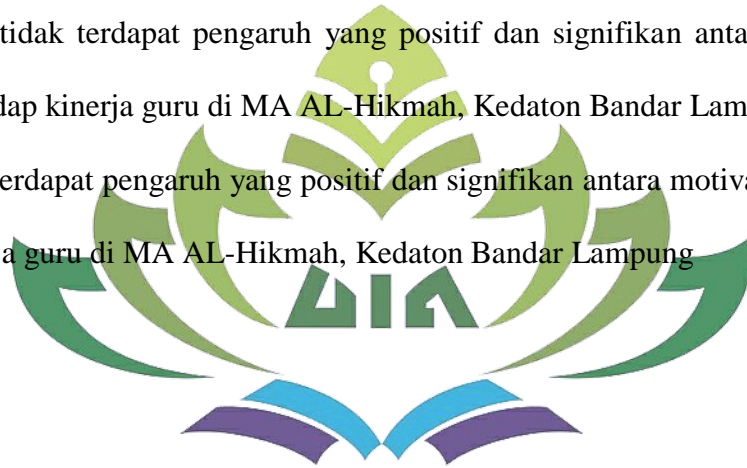 tidak terdapat pengaruh yang positif dan signifikan anta
dap kinerja guru di MA AL-Hikmah, Kedaton Bandar Lam
erdapat pengaruh yang positif dan signifikan antara motiva
a guru di MA AL-Hikmah, Kedaton Bandar Lampung
UIN